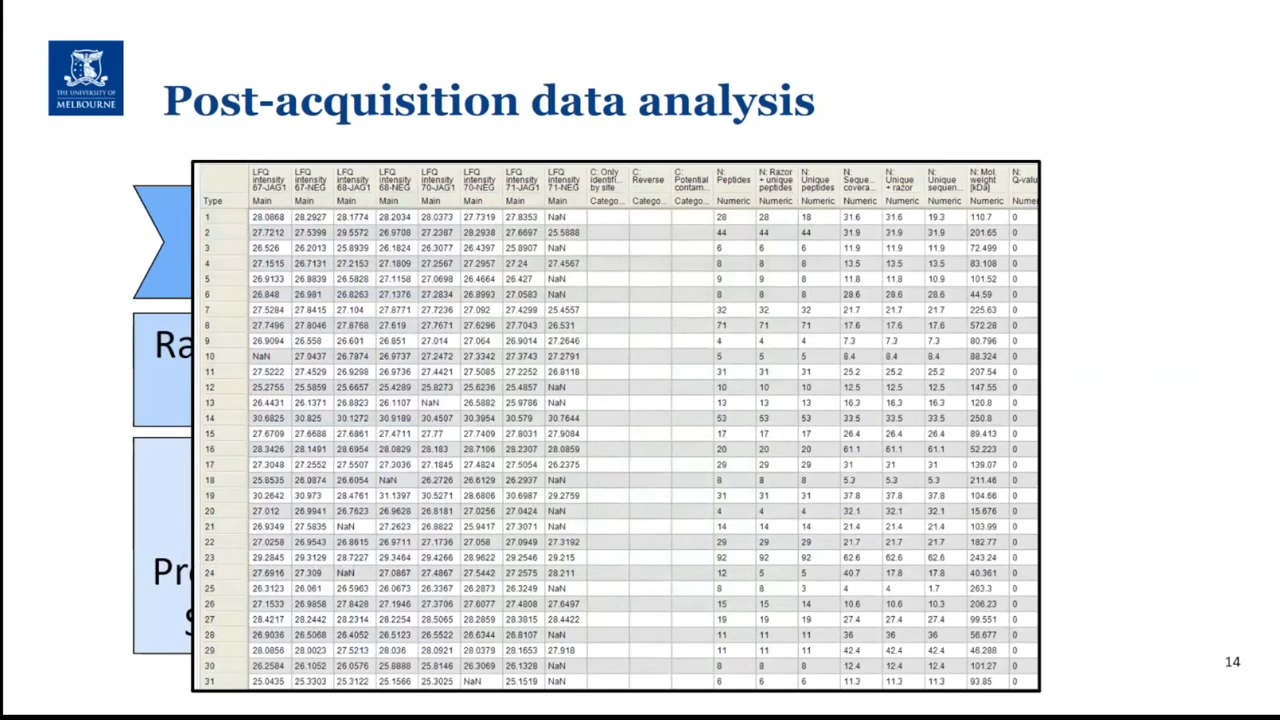 THE UNIVERSITY OF
MELBOURNE
Post-acquisition data analysis
LFQ intensity 67-JAG1 LFQ intensity 67-NEG LFQ intensity 68-JAG1 LFQ intensity 68-NEG LFQ intensity 70-JAG1 LFQ intensity 70-NEG LFQ intensity 71-JAG1 LFQ intensity 71-NEG C: Only identifi... by site C: Reverse C: Potential contam... N: Peptides N: Razor + unique peptides N: Unique peptides N: Seque... covera... N: Unique + razor N: Unique sequen... N: Mol. weight [kDa] N: Q-valu
Type Main Main Main Main Main Main Main Main Catego... Catego... Catego... Numeric Numeric Numeric Numeric Numeric Numeric Numeric Numer
1 28.0868 28.2927 28.1774 28.2034 28.0373 27.7319 27.8353 NaN 28 28 18 31.6 31.6 19.3 110.7 0
2 27.7212 27.5399 29.5572 26.9708 27.2387 28.2938 27.6697 25.5888 44 44 44 31.9 31.9 31.9 201.65 0
3 26.526 26.2013 25.8939 26.1824 26.3077 26.4397 25.8907 NaN 6 6 6 11.9 11.9 11.9 72.499 0
4 27.1515 26.7131 27.2153 27.1809 27.2567 27.2957 27.24 27.4567 8 8 8 13.5 13.5 13.5 83.108 0
5 26.9133 26.8839 26.5828 27.1158 27.0698 26.4664 26.427 NaN 9 9 8 11.8 11.8 10.9 101.52 0
6 26.848 26.981 26.8263 27.1376 27.2834 26.8993 27.0583 NaN 8 8 8 28.6 28.6 28.6 44.59 0
7 27.5284 27.8415 27.104 27.8771 27.7236 27.092 27.4299 25.4557 32 32 32 21.7 21.7 21.7 225.63 0
8 27.7496 27.8046 27.8768 27.619 27.7671 27.6296 27.7043 26.531 71 71 71 17.6 17.6 17.6 572.28 0
9 26.9094 26.558 26.601 26.851 27.014 27.064 26.9014 27.2646 4 4 4 7.3 7.3 7.3 80.796 0
10 NaN 27.0437 26.7874 26.9737 27.2472 27.3342 27.3743 27.2791 5 5 5 8.4 8.4 8.4 88.324 0
11 27.5222 27.4529 26.9298 26.9736 27.4421 27.5085 27.2252 26.8118 31 31 31 25.2 25.2 25.2 207.54 0
12 25.2755 25.5859 25.6657 25.4289 25.8273 25.6236 25.4857 NaN 10 10 10 12.5 12.5 12.5 147.55 0
13 26.4431 26.1371 26.8823 26.1107 NaN 26.5882 25.9786 NaN 13 13 13 16.3 16.3 16.3 120.8 0
14 30.6825 30.825 30.1272 30.9189 30.4507 30.3954 30.579 30.7644 53 53 53 33.5 33.5 33.5 250.8 0
15 27.6709 27.6688 27.6861 27.4711 27.77 27.7409 27.8031 27.9084 17 17 17 26.4 26.4 26.4 89.413 0
16 28.3426 28.1491 28.6954 28.0829 28.183 28.7106 28.2307 28.0859 20 20 20 61.1 61.1 61.1 52.223 0
17 27.3048 27.2552 27.5507 27.3036 27.1845 27.4824 27.5054 26.2375 29 29 29 31 31 31 139.07 0
18 25.8535 26.0874 26.6054 NaN 26.2726 26.6129 26.2937 NaN 8 8 8 5.3 5.3 5.3 211.46 0
19 30.2642 30.973 28.4761 31.1397 30.5271 28.6806 30.6987 29.2759 31 31 31 37.8 37.8 37.8 104.66 0
20 27.012 26.9941 26.7623 26.9628 26.8181 27.0256 27.0424 NaN 4 4 4 32.1 32.1 32.1 15.676 0
21 26.9349 27.5835 NaN 27.2623 26.8822 25.9417 27.3071 NaN 14 14 14 21.4 21.4 21.4 103.99 0
22 27.0258 26.9543 26.8615 26.9711 27.1736 27.058 27.0949 27.3192 29 29 29 21.7 21.7 21.7 182.77 0
23 29.2845 29.3129 28.7227 29.3464 29.4266 28.9622 29.2546 29.215 92 92 92 62.6 62.6 62.6 243.24 0
24 27.6916 27.309 NaN 27.0867 27.4867 27.5442 27.2575 28.211 12 5 5 40.7 17.8 17.8 40.361 0
25 26.3123 26.061 26.5963 26.0673 26.3367 26.2873 26.3249 NaN 8 8 3 4 4 1.7 263.3 0
26 27.1533 26.9858 27.8428 27.1946 27.3706 27.6077 27.4808 27.6497 15 15 14 10.6 10.6 10.3 206.23 0
27 28.4217 28.2442 28.2314 28.2254 28.5065 28.2859 28.3815 28.4422 19 19 19 27.4 27.4 27.4 99.551 0
28 26.9036 26.5068 26.4052 26.5123 26.5522 26.6344 26.8107 NaN 11 11 11 36 36 36 56.677 0
29 28.0856 28.0023 27.5213 28.036 28.0921 28.0379 28.1653 27.918 11 11 11 42.4 42.4 42.4 46.288 0
30 26.2584 26.1052 26.0576 25.8888 25.8146 26.3069 26.1328 NaN 8 8 8 12.4 12.4 12.4 101.27 0
31 25.0435 25.3303 25.3122 25.1566 25.3025 NaN 25.1519 NaN 6 6 6 11.3 11.3 11.3 93.85 0
Ra
Pr
14